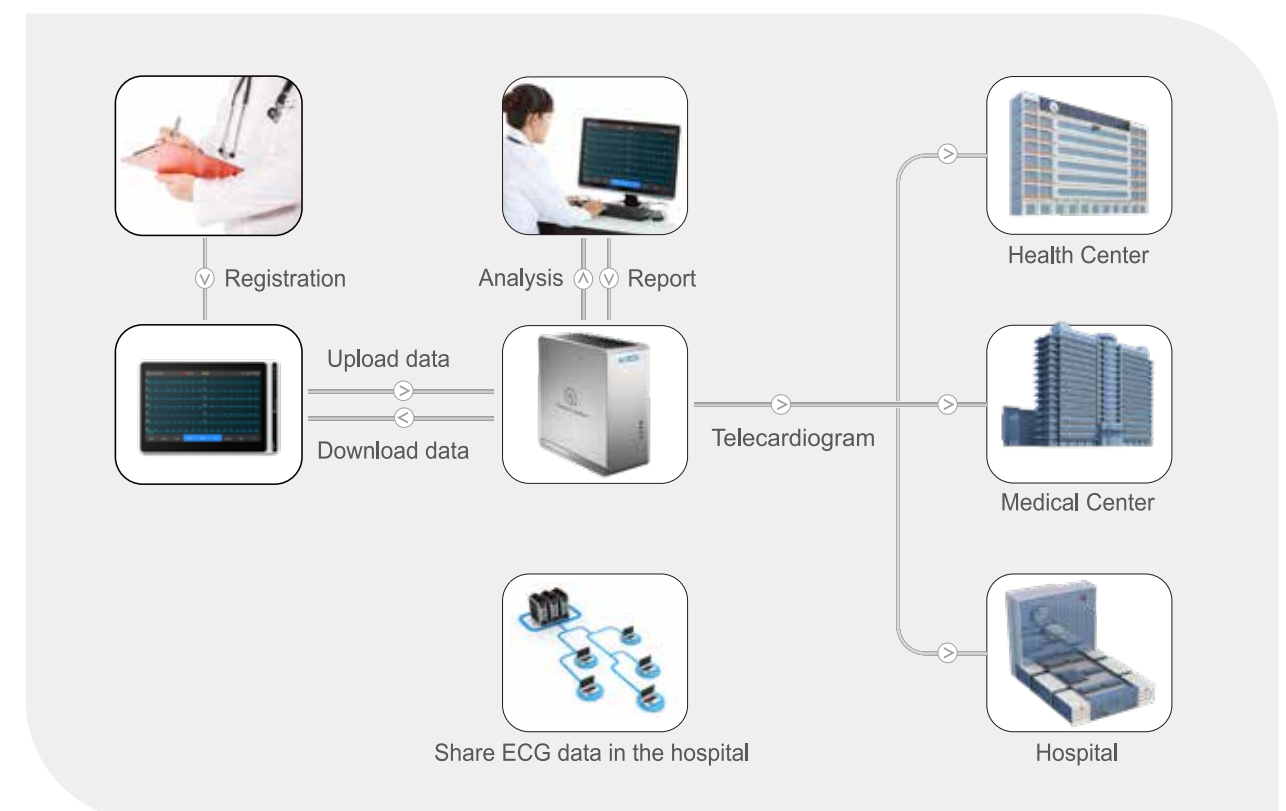 Health Center
Registration
Analysis
Report
Upload data
Download data
Telecardiogram
Medical Center
Share ECG data in the hospital
Hospital